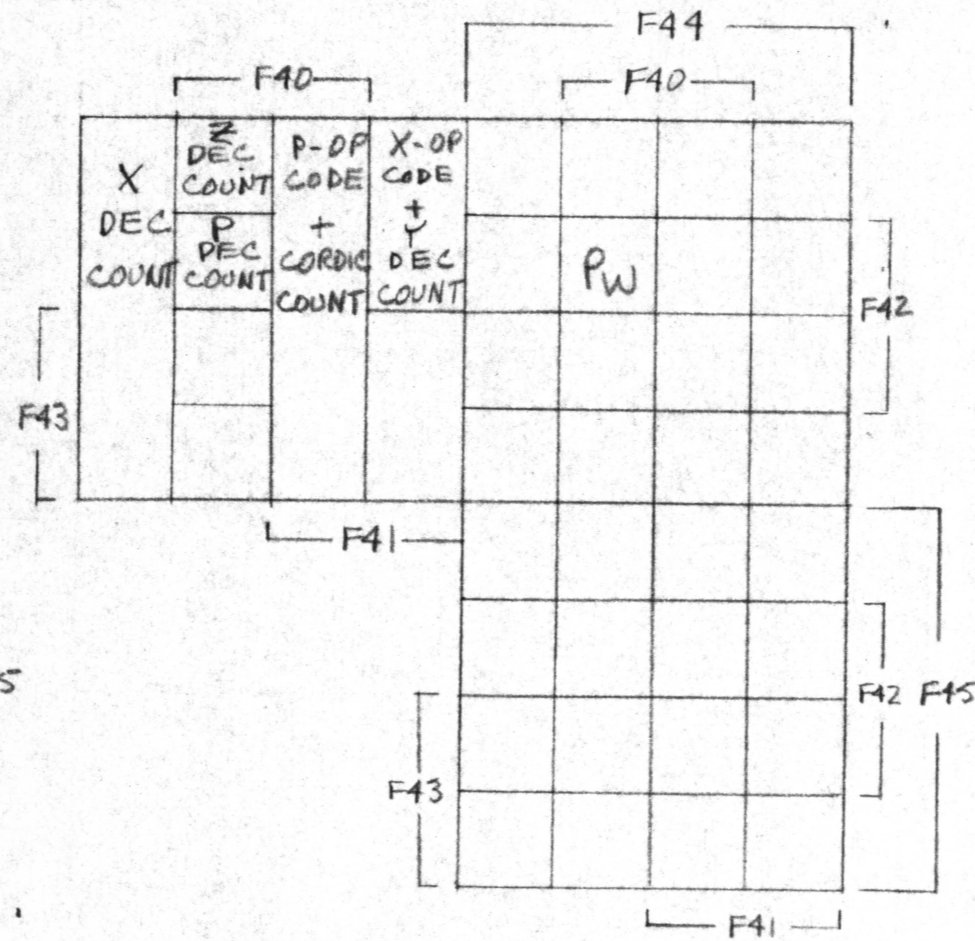 F44
F40
F40
X
DEC
COUNT
Z
DEC
COUNT
P
DEC
COUNT
P-OP
CODE
+
CORDIC
COUNT
X-OP
CODE
+
Y
DEC
COUNT
PW
F42
F43
F41
5
F42
F45
F43
F41